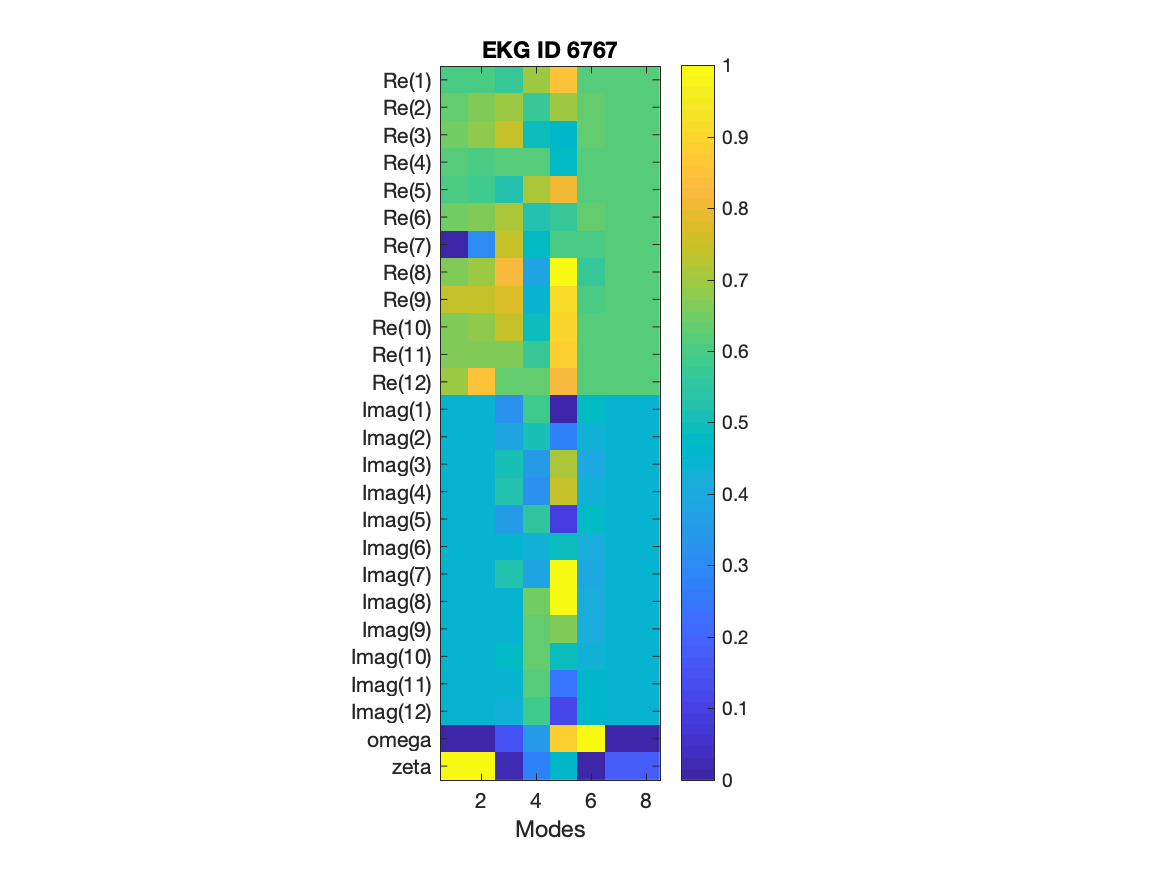 EKG ID 6767
Re(1)
Re(2)
Re(3)
Re(4)
Re(5)
Re(6)
Re(7)
Re(8)
Re(9)
Re(10)
Re(11)
Re(12)
Imag(1)
Imag(2)
Imag(3)
Imag(4)
Imag(5)
Imag(6)
Imag(7)
Imag(8)
Imag(9)
Imag(10)
Imag(11)
Imag(12)
omega
zeta
2 4 6 8
Modes
1
0.9
0.8
0.7
0.6
0.5
0.4
0.3
0.2
0.1
0